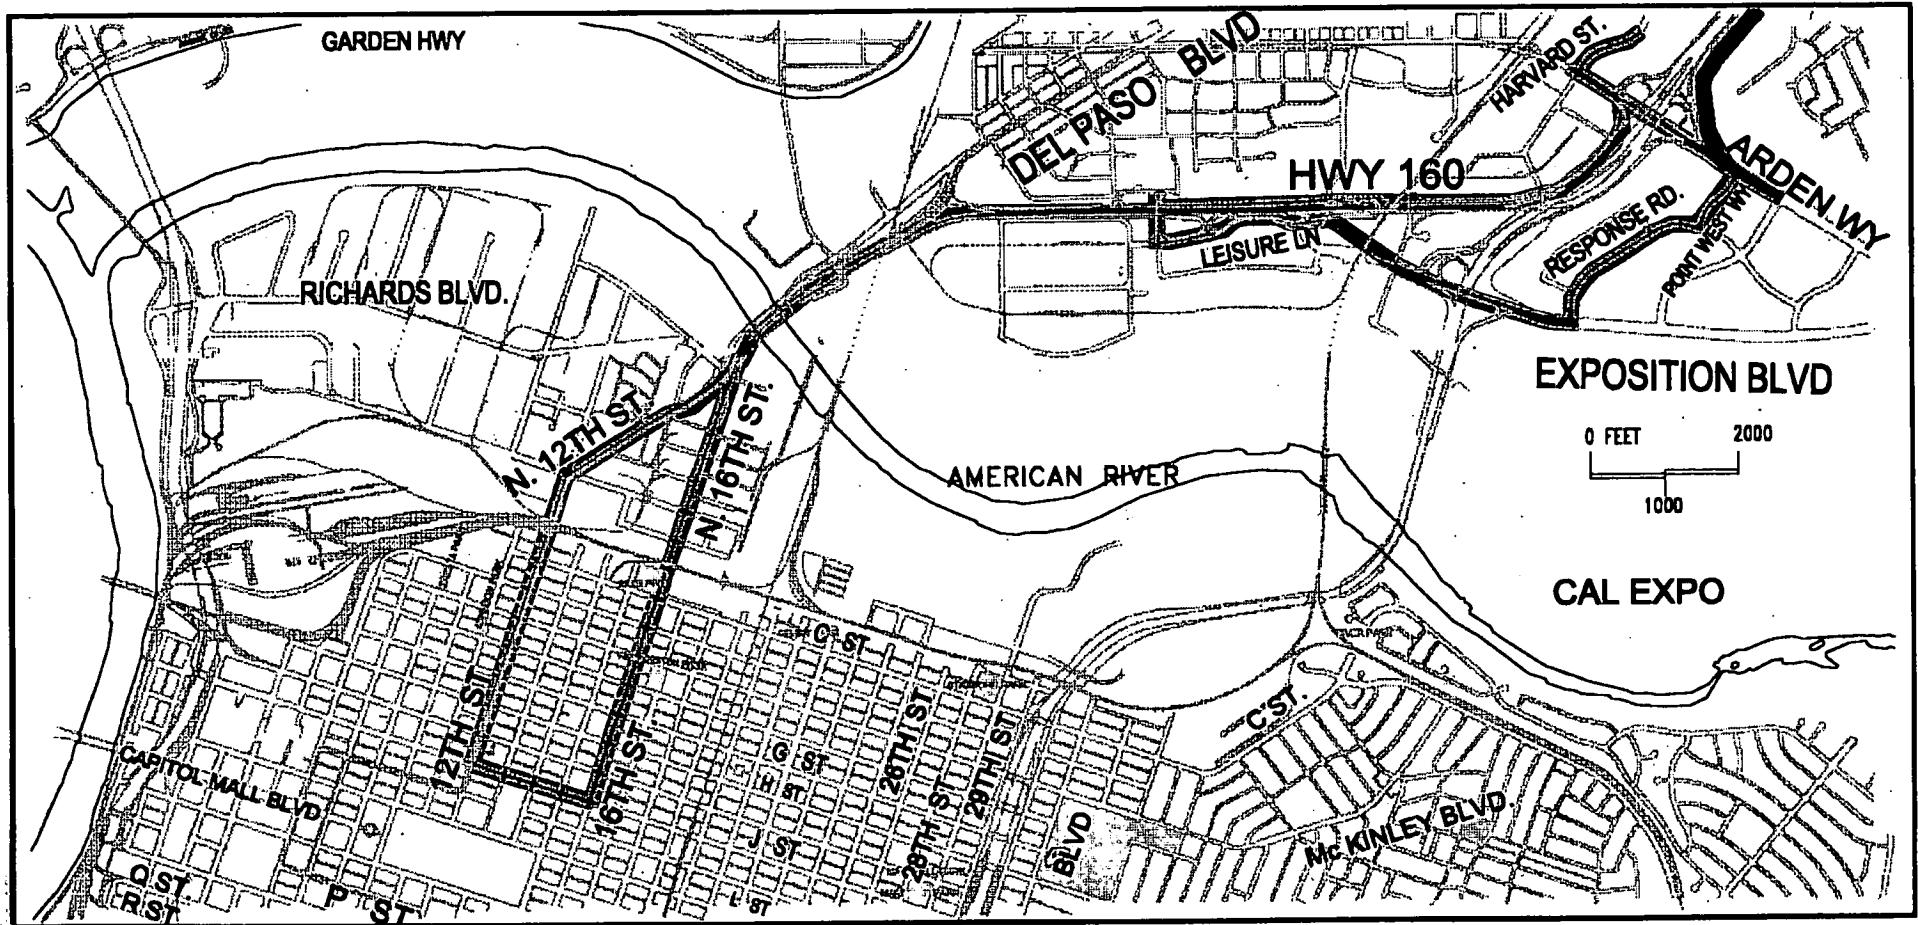 GARDEN HWY
DEL PASO BLVD
HARVARD ST.
HWY 160
ARDEN WY
RESPONSE RD.
POINT WEST WY
LEISURE LN
RICHARDS BLVD.
EXPOSITION BLVD
N. 12TH ST.
N. 16TH ST.
0 FEET 2000
1000
AMERICAN RIVER
CAL EXPO
C ST
C ST.
12TH ST
16TH ST.
G ST
H ST
J ST
L ST
26TH ST
28TH ST
29TH ST
BLVD
Mc KINLEY BLVD.
CAPITOL MALL BLVD
Q ST.
R ST
P ST